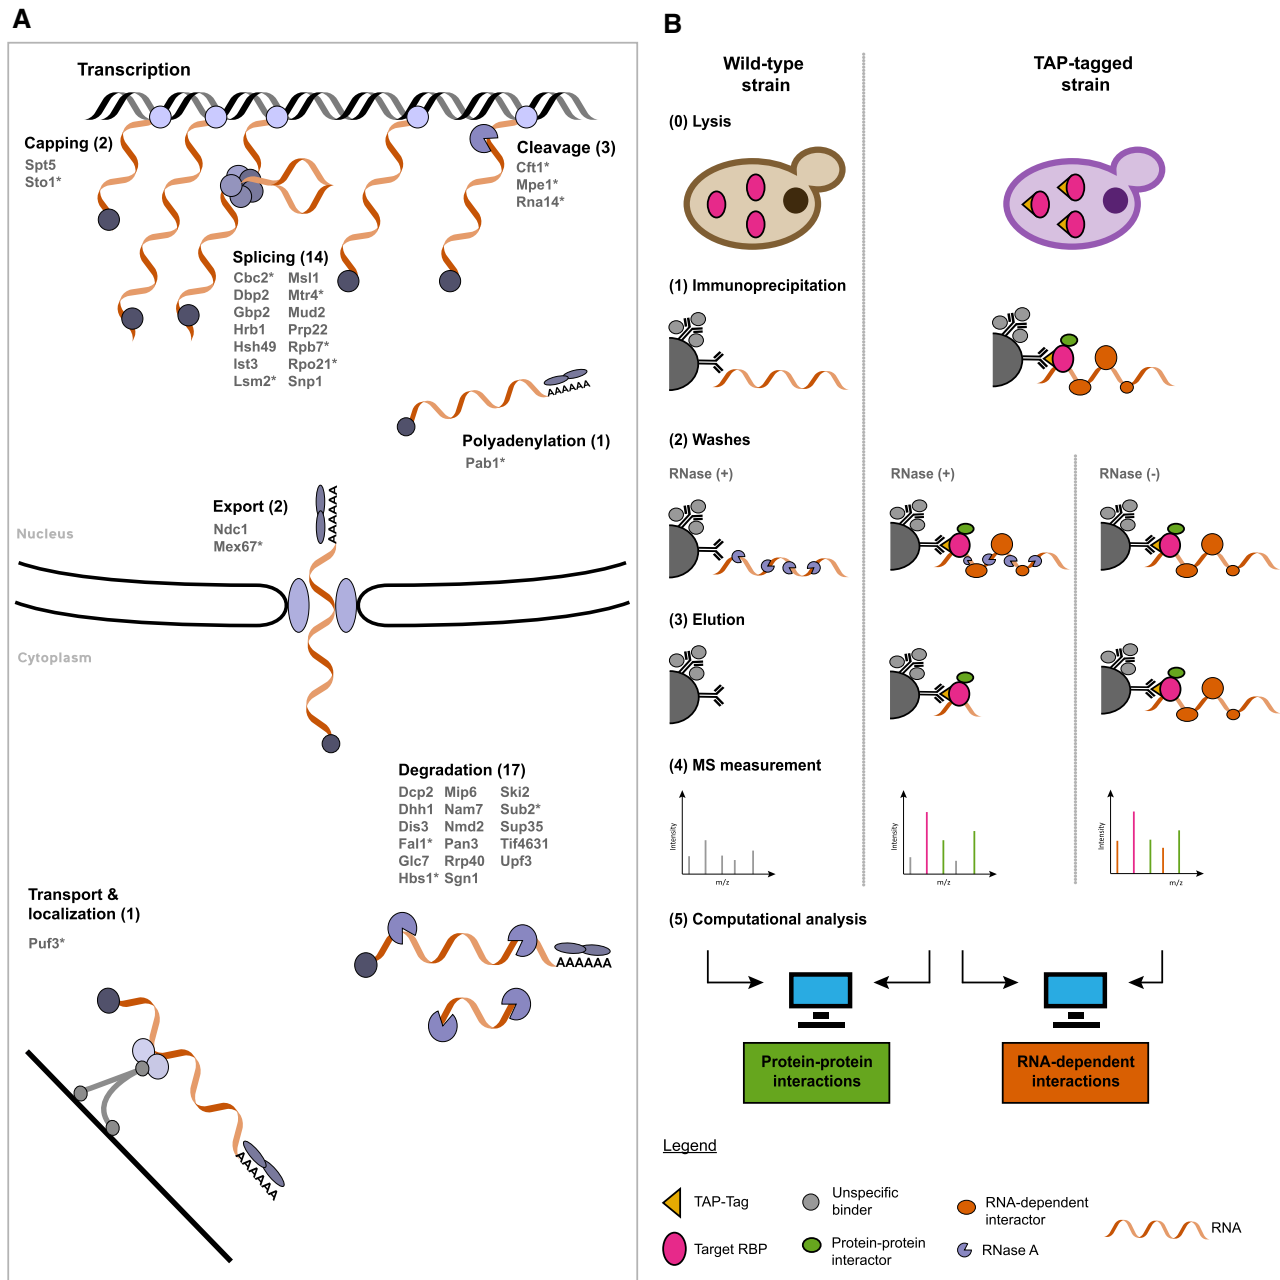 A
Transcription
Capping (2)
Spt5
Sto1*
Cleavage (3)
Cft1*
Mpe1*
Rna14*
Splicing (14)
Cbc2* Msl1
Dbp2 Mtr4*
Gbp2 Mud2
Hrb1 Prp22
Hsh49 Rpb7*
Ist3 Rpo21*
Lsm2* Snp1
AAAAAA
Polyadenylation (1)
Pab1*
Export (2)
Ndc1
Mex67*
AAAAAA
Nucleus
Cytoplasm
Degradation (17)
Dcp2 Mip6 Ski2
Dhh1 Nam7 Sub2*
Dis3 Nmd2 Sup35
Fal1* Pan3 Tif4631
Glc7 Rrp40 Upf3
Hbs1* Sgn1
AAAAAA
Transport &
localization (1)
Puf3*
AAAAAA
B
Wild-type
strain
TAP-tagged
strain
(0) Lysis
(1) Immunoprecipitation
(2) Washes
RNase (+)
RNase (+)
RNase (-)
(3) Elution
(4) MS measurement
Intensity
m/z
Intensity
m/z
Intensity
m/z
(5) Computational analysis
Protein-protein
interactions
RNA-dependent
interactions
Legend
TAP-Tag
Target RBP
Unspecific
binder
Protein-protein
interactor
RNA-dependent
interactor
RNase A
RNA